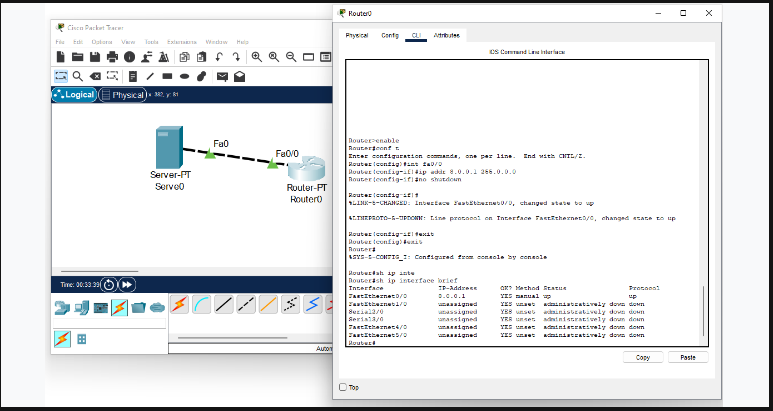 Router0
Cisco Packet Tracer
File Edit Options View Tools Extensions Window Help
Logical
Physical
x: 382, y: 81
Fa0
Fa0/0
Server-PT
Serve0
Router-PT
Router0
Time: 00:33:39
Autom
Physical Config CLI Attributes
IOS Command Line Interface
Router>enable
Router#conf t
Enter configuration commands, one per line. End with CNTL/Z.
Router(config)#int fa0/0
Router(config-if)#ip addr 8.0.0.1 255.0.0.0
Router(config-if)#no shutdown
Router(config-if)#
%LINK-5-CHANGED: Interface FastEthernet0/0, changed state to up
%LINEPROTO-5-UPDOWN: Line protocol on Interface FastEthernet0/0, changed state to up
Router(config-if)#exit
Router(config)#exit
Router#
%SYS-5-CONFIG_I: Configured from console by console
Router#sh ip inte
Router#sh ip interface brief
Interface IP-Address OK? Method Status Protocol
FastEthernet0/0 8.0.0.1 YES manual up up
FastEthernet1/0 unassigned YES unset administratively down down
Serial2/0 unassigned YES unset administratively down down
Serial3/0 unassigned YES unset administratively down down
FastEthernet4/0 unassigned YES unset administratively down down
FastEthernet5/0 unassigned YES unset administratively down down
Router#
Copy Paste
Top